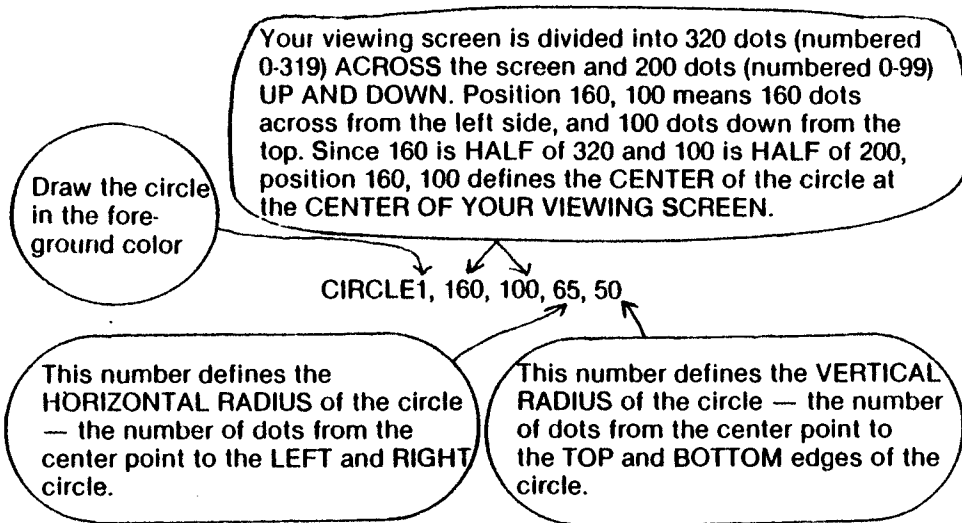 Your viewing screen is divided into 320 dots (numbered
0-319) ACROSS the screen and 200 dots (numbered 0-99)
UP AND DOWN. Position 160, 100 means 160 dots
across from the left side, and 100 dots down from the
top. Since 160 is HALF of 320 and 100 is HALF of 200,
position 160, 100 defines the CENTER of the circle at
the CENTER OF YOUR VIEWING SCREEN.
Draw the circle
in the fore-
ground color
CIRCLE1, 160, 100, 65, 50
This number defines the
HORIZONTAL RADIUS of the circle
— the number of dots from the
center point to the LEFT and RIGHT
circle.
This number defines the VERTICAL
RADIUS of the circle — the number
of dots from the center point to
the TOP and BOTTOM edges of the
circle.